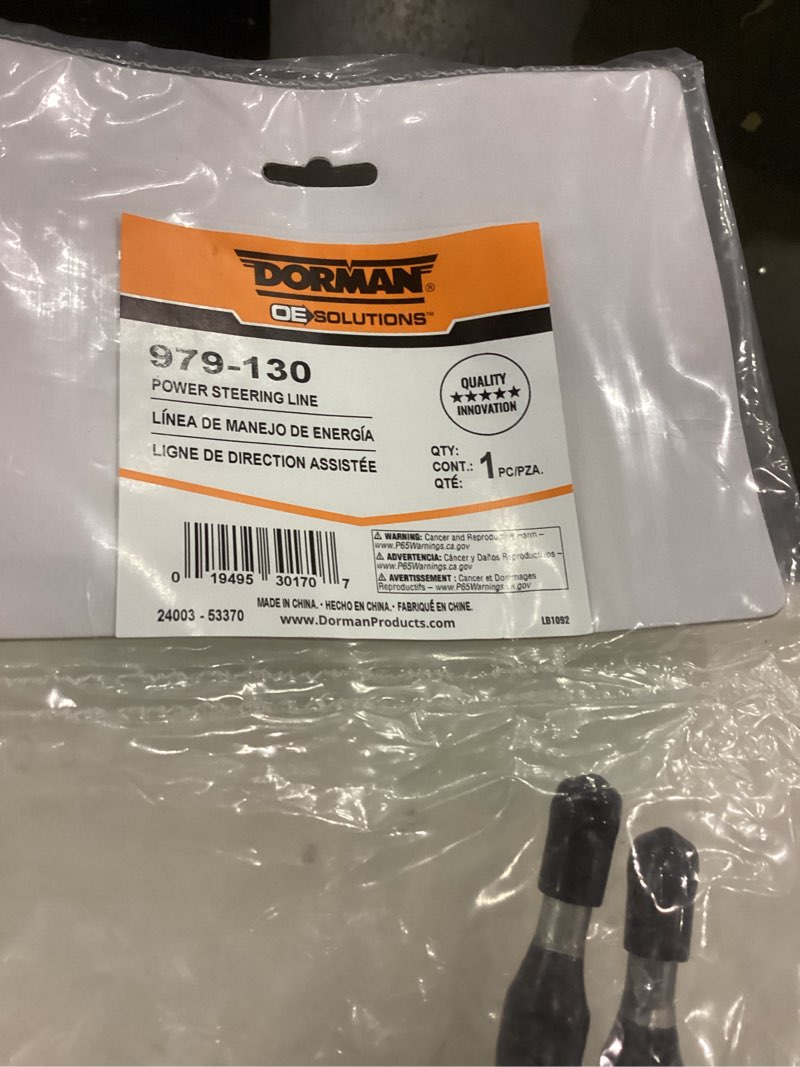 DORMAN®
OE SOLUTIONS™
979-130
POWER STEERING LINE
LÍNEA DE MANEJO DE ENERGÍA
LIGNE DE DIRECTION ASSISTÉE
QUALITY
★★★★★
INNOVATION
QTY:
CONT.: 1 PC/PZA.
QTÉ:
⚠ WARNING: Cancer and Reproductive Harm –
www.P65Warnings.ca.gov
⚠ ADVERTENCIA: Cáncer y Daños Reproductivos –
www.P65Warnings.ca.gov
⚠ AVERTISSEMENT : Cancer et Dommages
Reproductifs – www.P65Warnings.ca.gov
0 19495 30170 7
MADE IN CHINA. • HECHO EN CHINA. • FABRIQUÉ EN CHINE.
24003 - 53370 www.DormanProducts.com LB1092